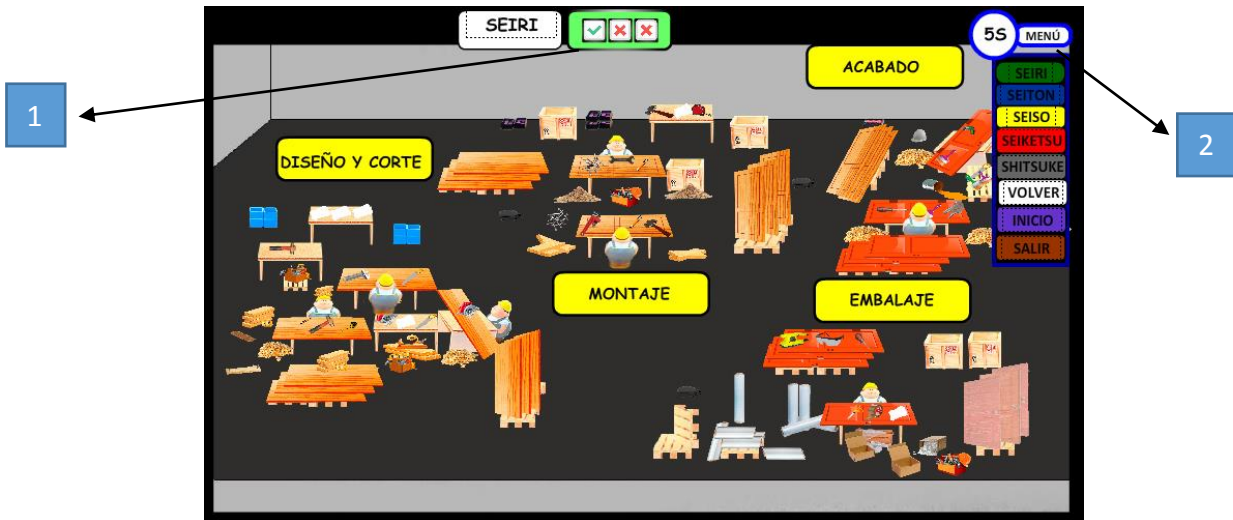 SEIRI
5S
MENÚ
1
ACABADO
SEIRI
SEITON
SEISO
SEIKETSU
SHITSUKE
VOLVER
INICIO
SALIR
2
DISEÑO Y CORTE
MONTAJE
EMBALAJE